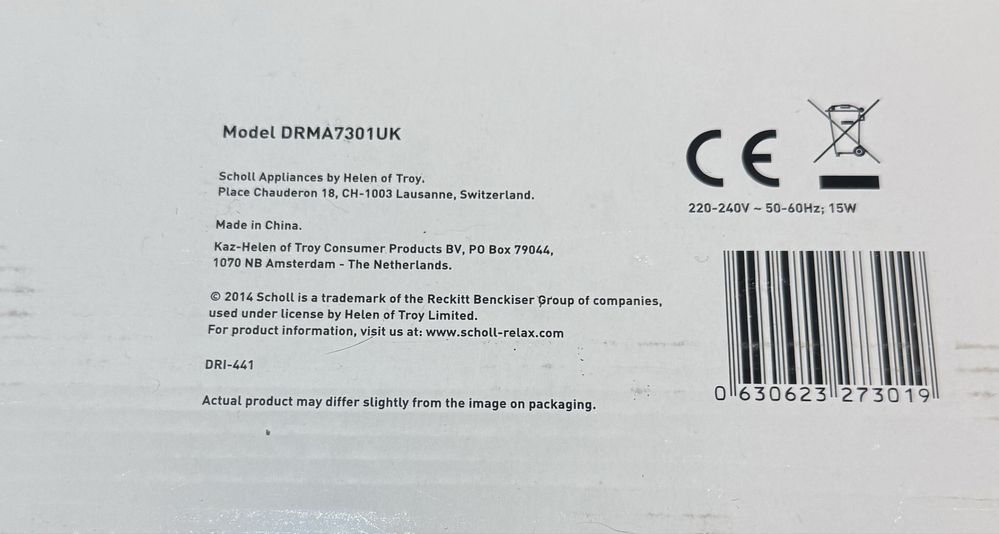 Model DRMA7301UK
Scholl Appliances by Helen of Troy.
Place Chauderon 18, CH-1003 Lausanne, Switzerland.
Made in China.
Kaz-Helen of Troy Consumer Products BV, PO Box 79044,
1070 NB Amsterdam - The Netherlands.
© 2014 Scholl is a trademark of the Reckitt Benckiser Group of companies,
used under license by Helen of Troy Limited.
For product information, visit us at: www.scholl-relax.com
DRI-441
Actual product may differ slightly from the image on packaging.
CE
220-240V ~ 50-60Hz; 15W
0 630623 273019